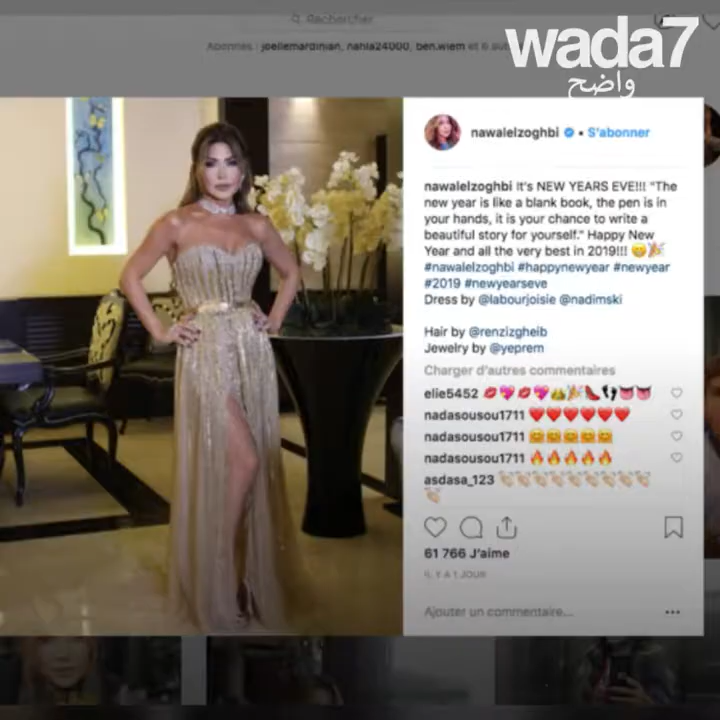 Rechercher
Abonnés : joellemardinian, nahla24000, ben.wiem et 6
wada7
واضح
nawalelzoghbi • S'abonner
nawalelzoghbi It's NEW YEARS EVE!!! "The
new year is like a blank book, the pen is in
your hands, it is your chance to write a
beautiful story for yourself." Happy New
Year and all the very best in 2019!!! 😁🎉
#nawalelzoghbi #happynewyear #newyear
#2019 #newyearseve
Dress by @labourjoisie @nadimski
Hair by @renzizgheib
Jewelry by @yeprem
Charger d'autres commentaires
elie5452 💋💖💋💖👑🎉👠👣👅👅
nadasousou1711 ❤️❤️❤️❤️❤️❤️❤️
nadasousou1711 🤗🤗🤗🤗🤗
nadasousou1711 🔥🔥🔥🔥🔥
asdasa_123 👏🏻👏🏻👏🏻👏🏻👏🏻👏🏻👏🏻👏🏻👏🏻
👏🏻
61 766 J'aime
IL Y A 1 JOUR
Ajouter un commentaire...